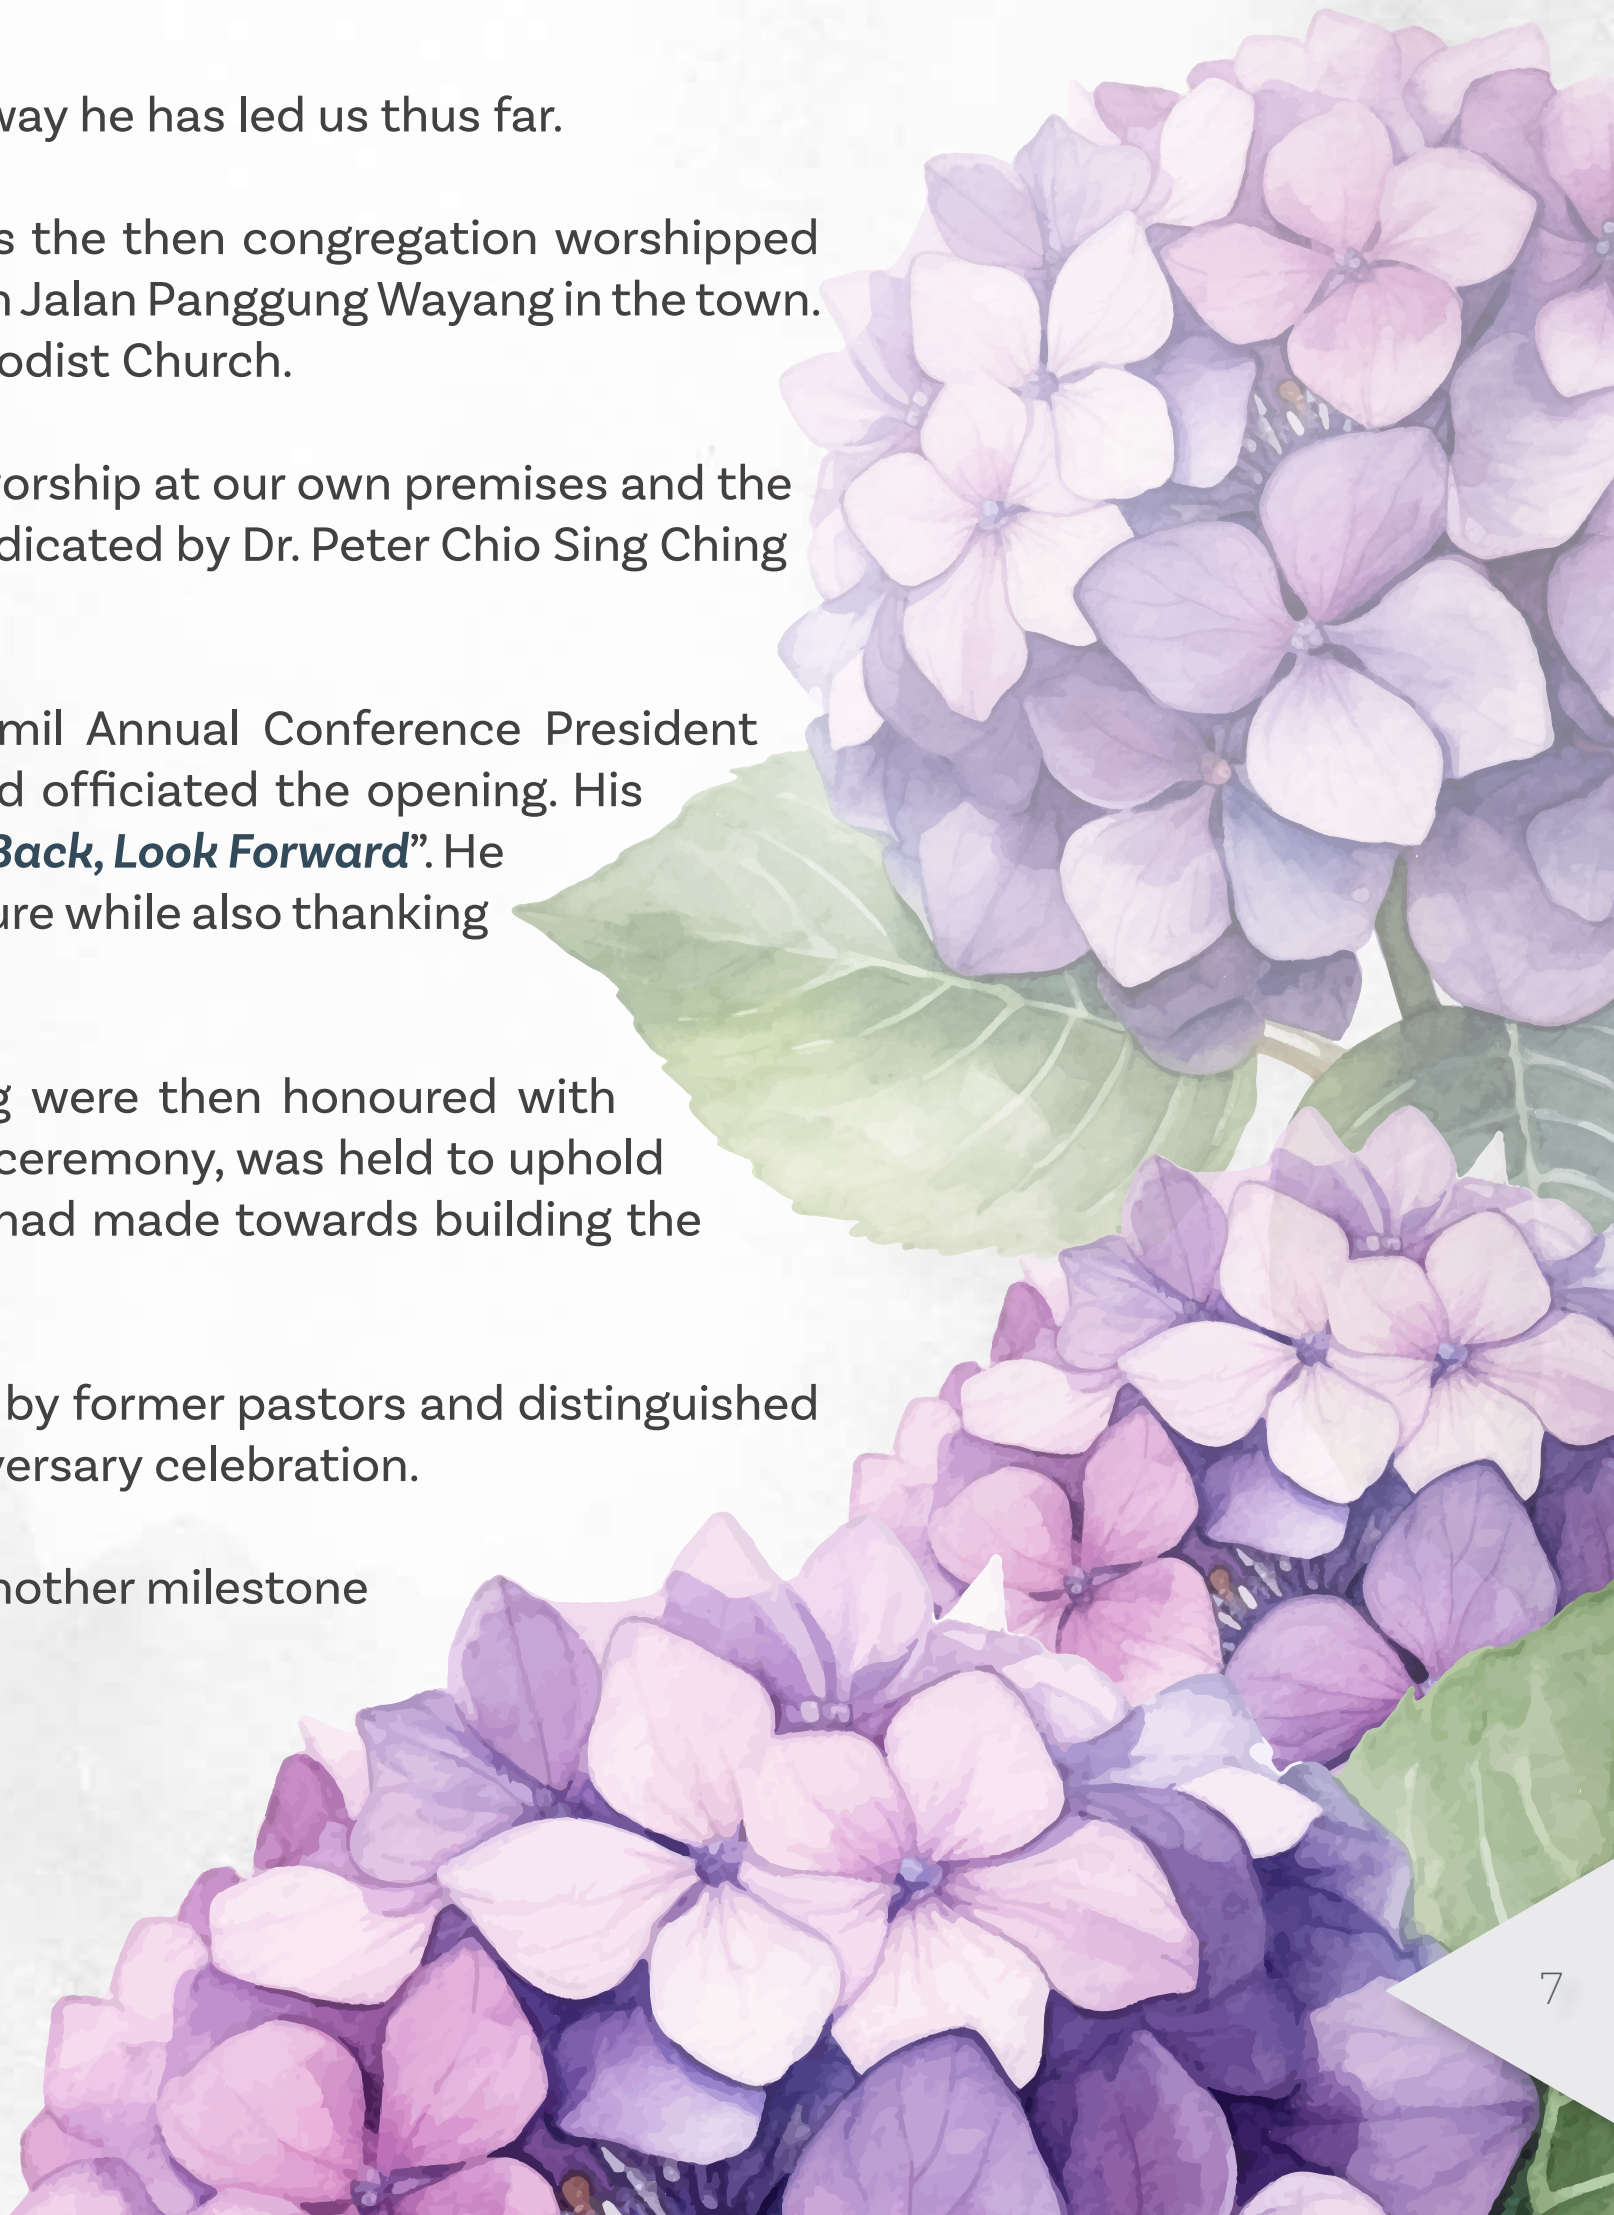 way he has led us thus far.
s the then congregation worshipped
n Jalan Panggung Wayang in the town.
odist Church.
orship at our own premises and the
dicated by Dr. Peter Chio Sing Ching
mil Annual Conference President
d officiated the opening. His
Back, Look Forward”. He
ure while also thanking
g were then honoured with
ceremony, was held to uphold
had made towards building the
by former pastors and distinguished
versary celebration.
nother milestone
7